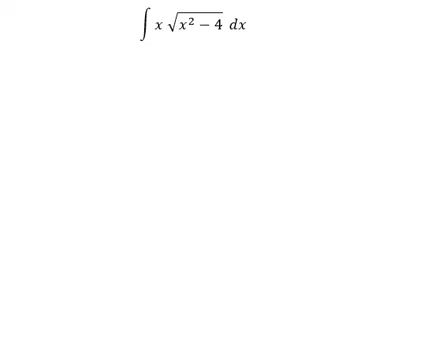 ∫ x √(x² − 4) dx